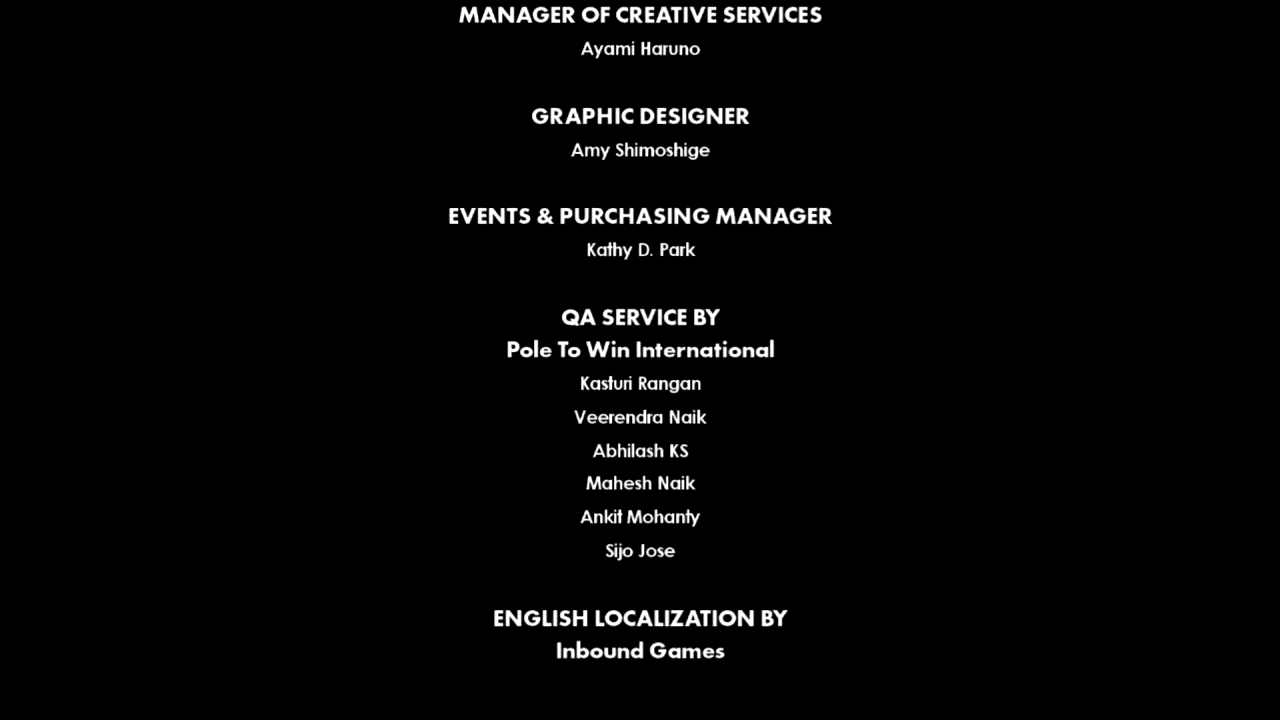 MANAGER OF CREATIVE SERVICES
Ayami Haruno
GRAPHIC DESIGNER
Amy Shimoshige
EVENTS & PURCHASING MANAGER
Kathy D. Park
QA SERVICE BY
Pole To Win International
Kasturi Rangan
Veerendra Naik
Abhilash KS
Mahesh Naik
Ankit Mohanty
Sijo Jose
ENGLISH LOCALIZATION BY
Inbound Games